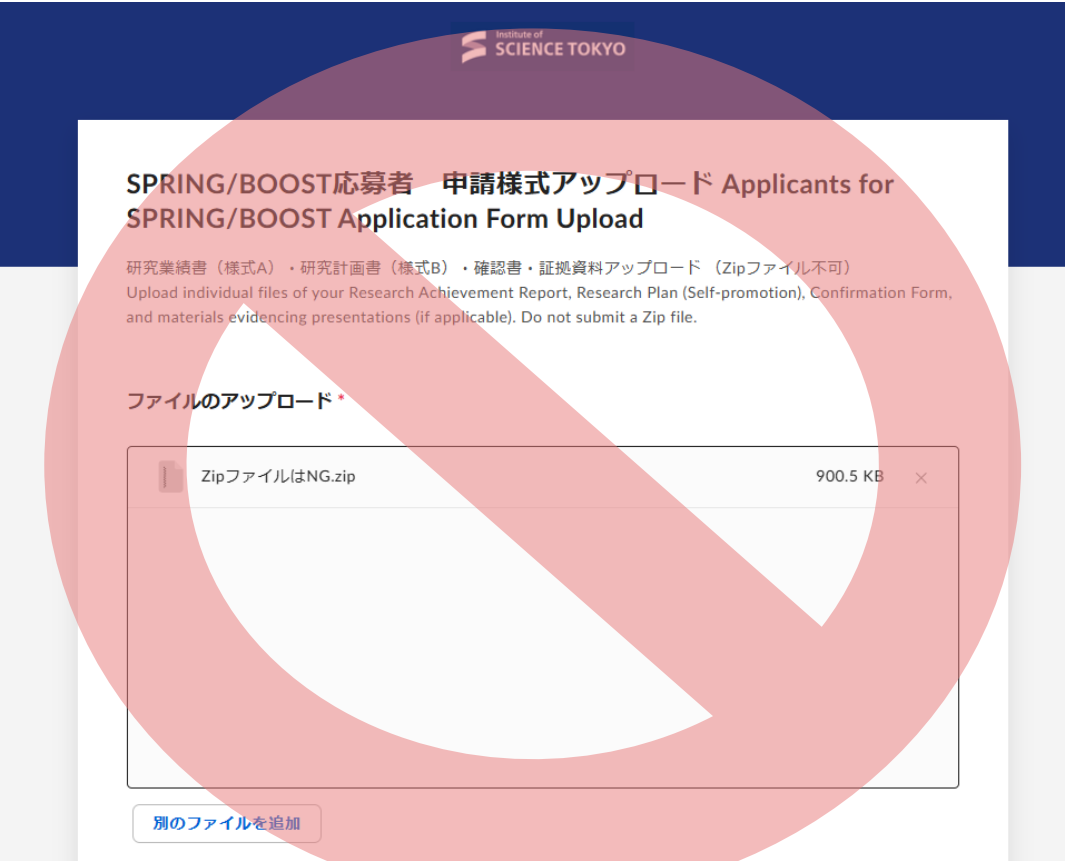 Institute of
SCIENCE TOKYO
SPRING/BOOST応募者　申請様式アップロード Applicants for
SPRING/BOOST Application Form Upload
研究業績書（様式A）・研究計画書（様式B）・確認書・証拠資料アップロード （Zipファイル不可）
Upload individual files of your Research Achievement Report, Research Plan (Self-promotion), Confirmation Form,
and materials evidencing presentations (if applicable). Do not submit a Zip file.
ファイルのアップロード *
ZipファイルはNG.zip 900.5 KB ×
別のファイルを追加